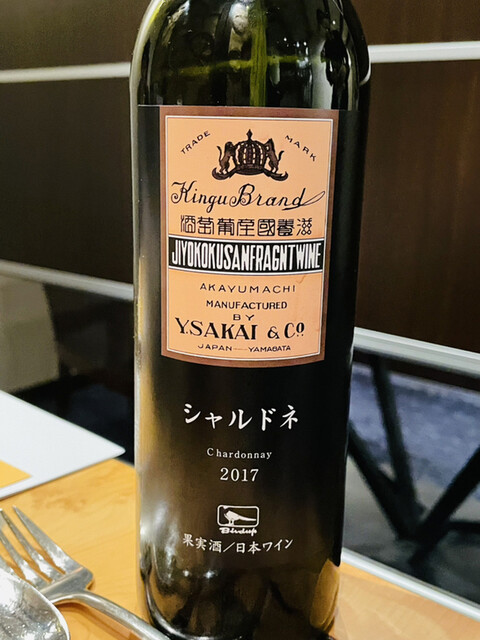 TRADE MARK
Kingu Brand
酒萄葡産國養滋
JIYOKOKUSANFRAGNTWINE
AKAYUMACHI
MANUFACTURED
BY
Y.SAKAI & Co.
JAPAN—YAMAGATA
シャルドネ
Chardonnay
2017
Birdup
果実酒/日本ワイン